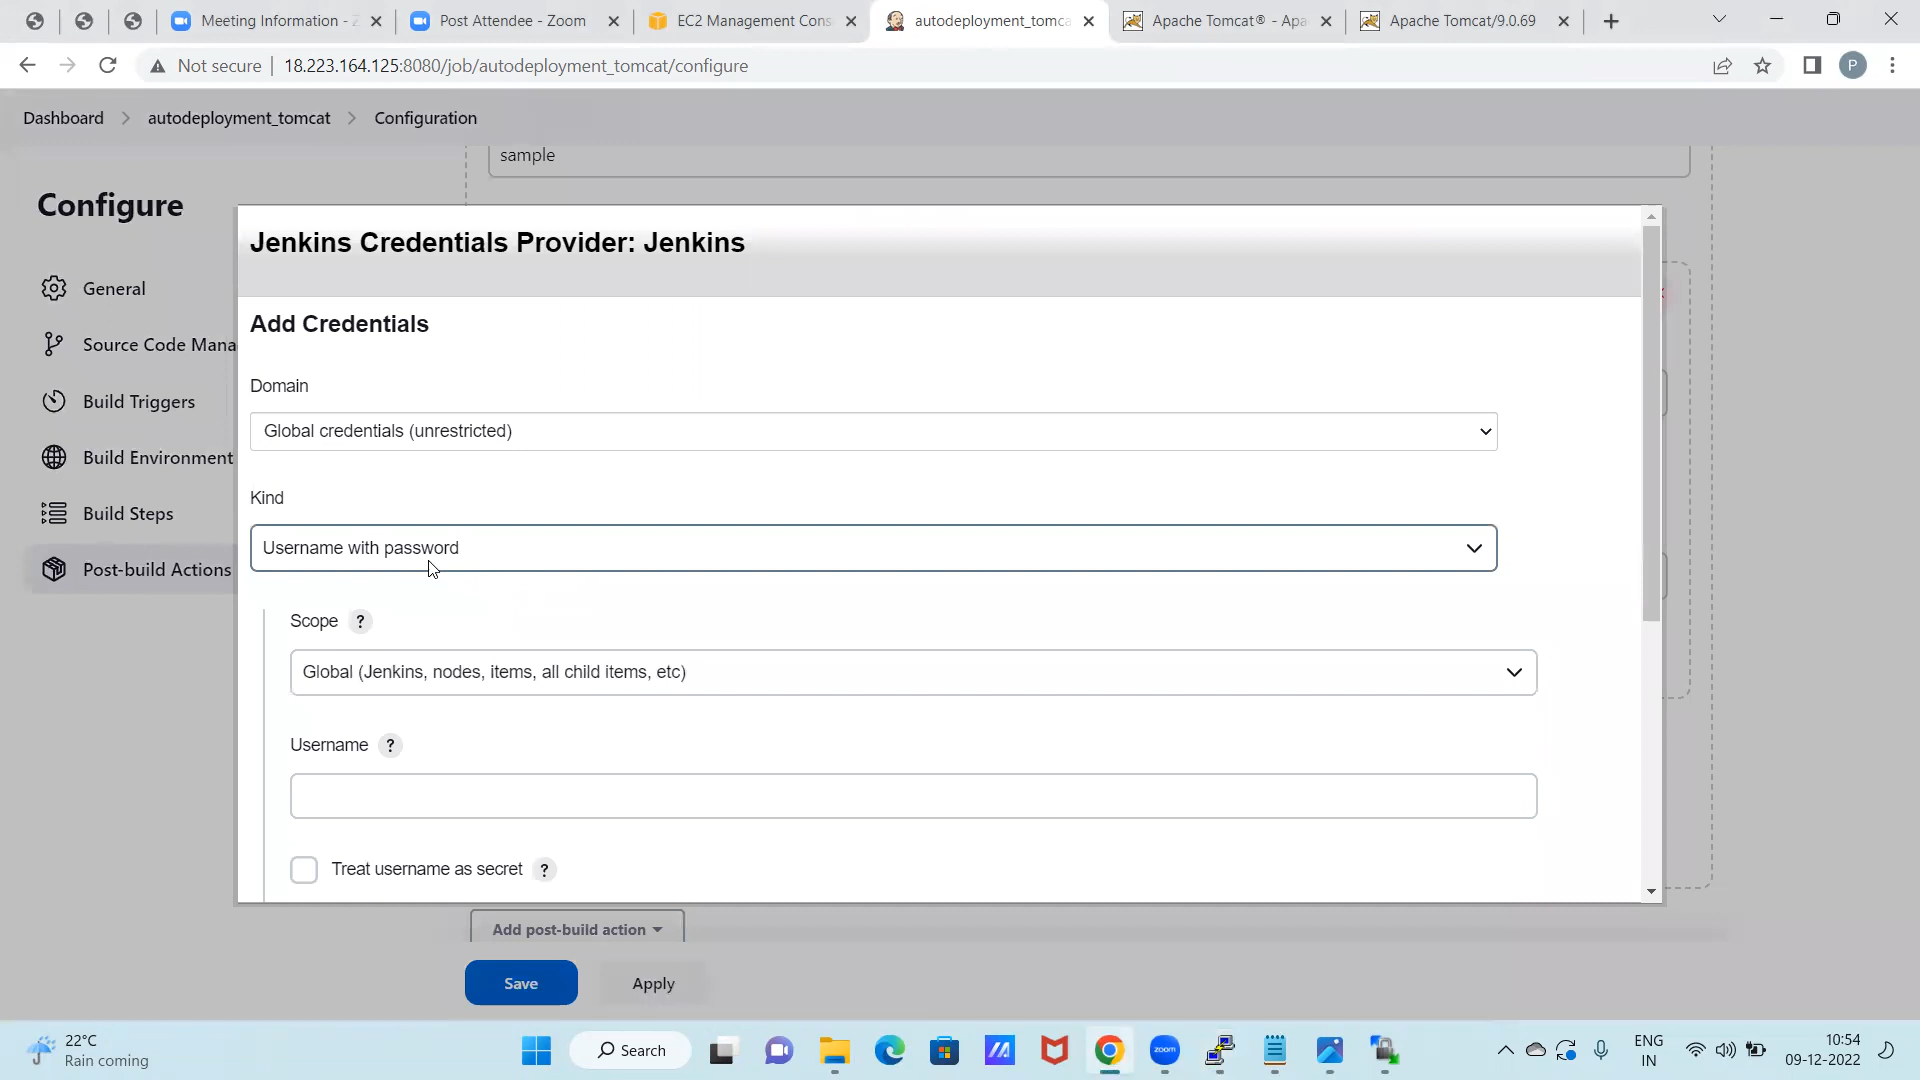 Meeting Information - Z
Post Attendee - Zoom
EC2 Management Cons
autodeployment_tomca
Apache Tomcat® - Apa
Apache Tomcat/9.0.69
Not secure
18.223.164.125:8080/job/autodeployment_tomcat/configure
P
Dashboard
autodeployment_tomcat
Configuration
sample
Configure
General
Source Code Mana
Build Triggers
Build Environment
Build Steps
Post-build Actions
Jenkins Credentials Provider: Jenkins
Add Credentials
Domain
Global credentials (unrestricted)
Kind
Username with password
Scope ?
Global (Jenkins, nodes, items, all child items, etc)
Username ?
Treat username as secret ?
Add post-build action
Save
Apply
22°C
Rain coming
Search
zoom
ENG
IN
10:54
09-12-2022